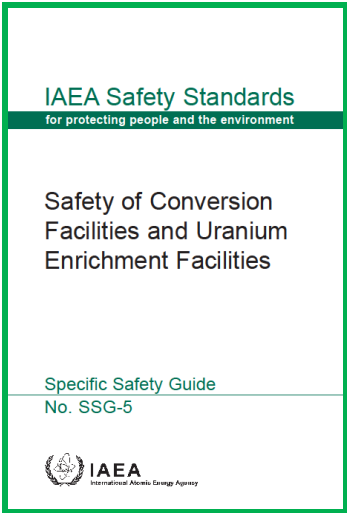 IAEA Safety Standards
for protecting people and the environment
Safety of Conversion
Facilities and Uranium
Enrichment Facilities
Specific Safety Guide
No. SSG-5
IAEA
International Atomic Energy Agency